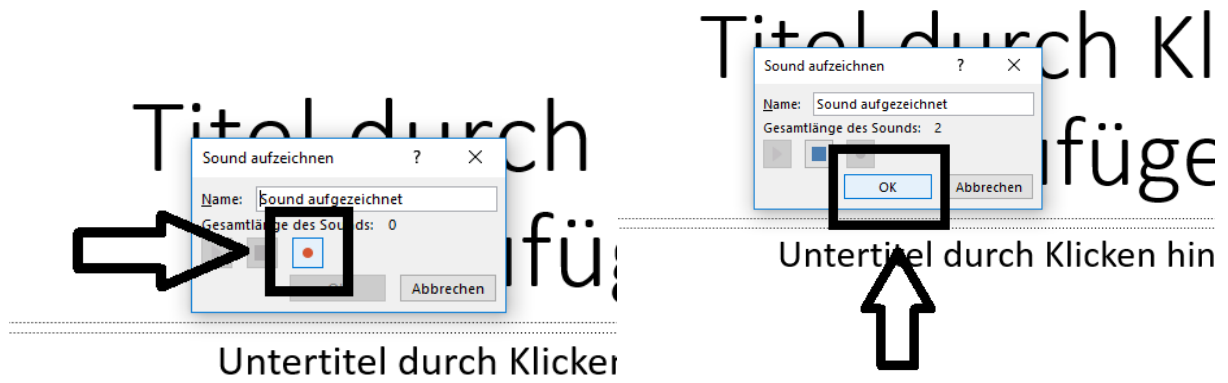 Titel durch
Sound aufzeichnen ? ×
Name: Sound aufgezeichnet
Gesamtlänge des Sounds: 0
Abbrechen
Untertitel durch Klicken
Titel durch Kl
Sound aufzeichnen ? ×
Name: Sound aufgezeichnet
Gesamtlänge des Sounds: 2
füge
OK Abbrechen
Untertitel durch Klicken hin